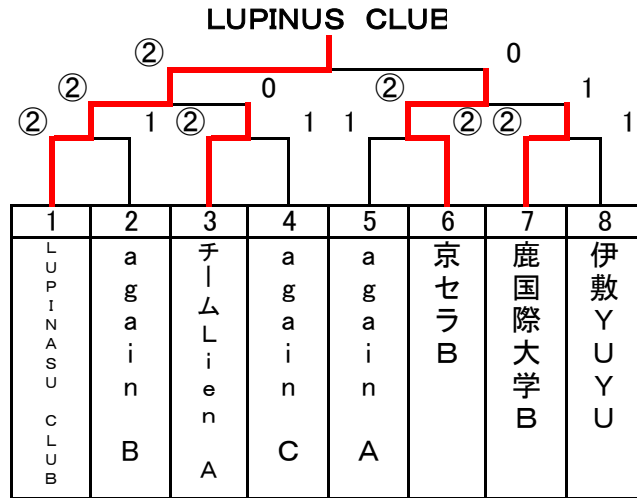 LUPINUS CLUB
② 0
② 0 ② 1
② 1 ② 1 1 ② ② 1
1 2 3 4 5 6 7 8
LUPINASU CLUB
again B
チームLien A
again C
again A
京セラB
鹿国際大学B
伊敷YUYU